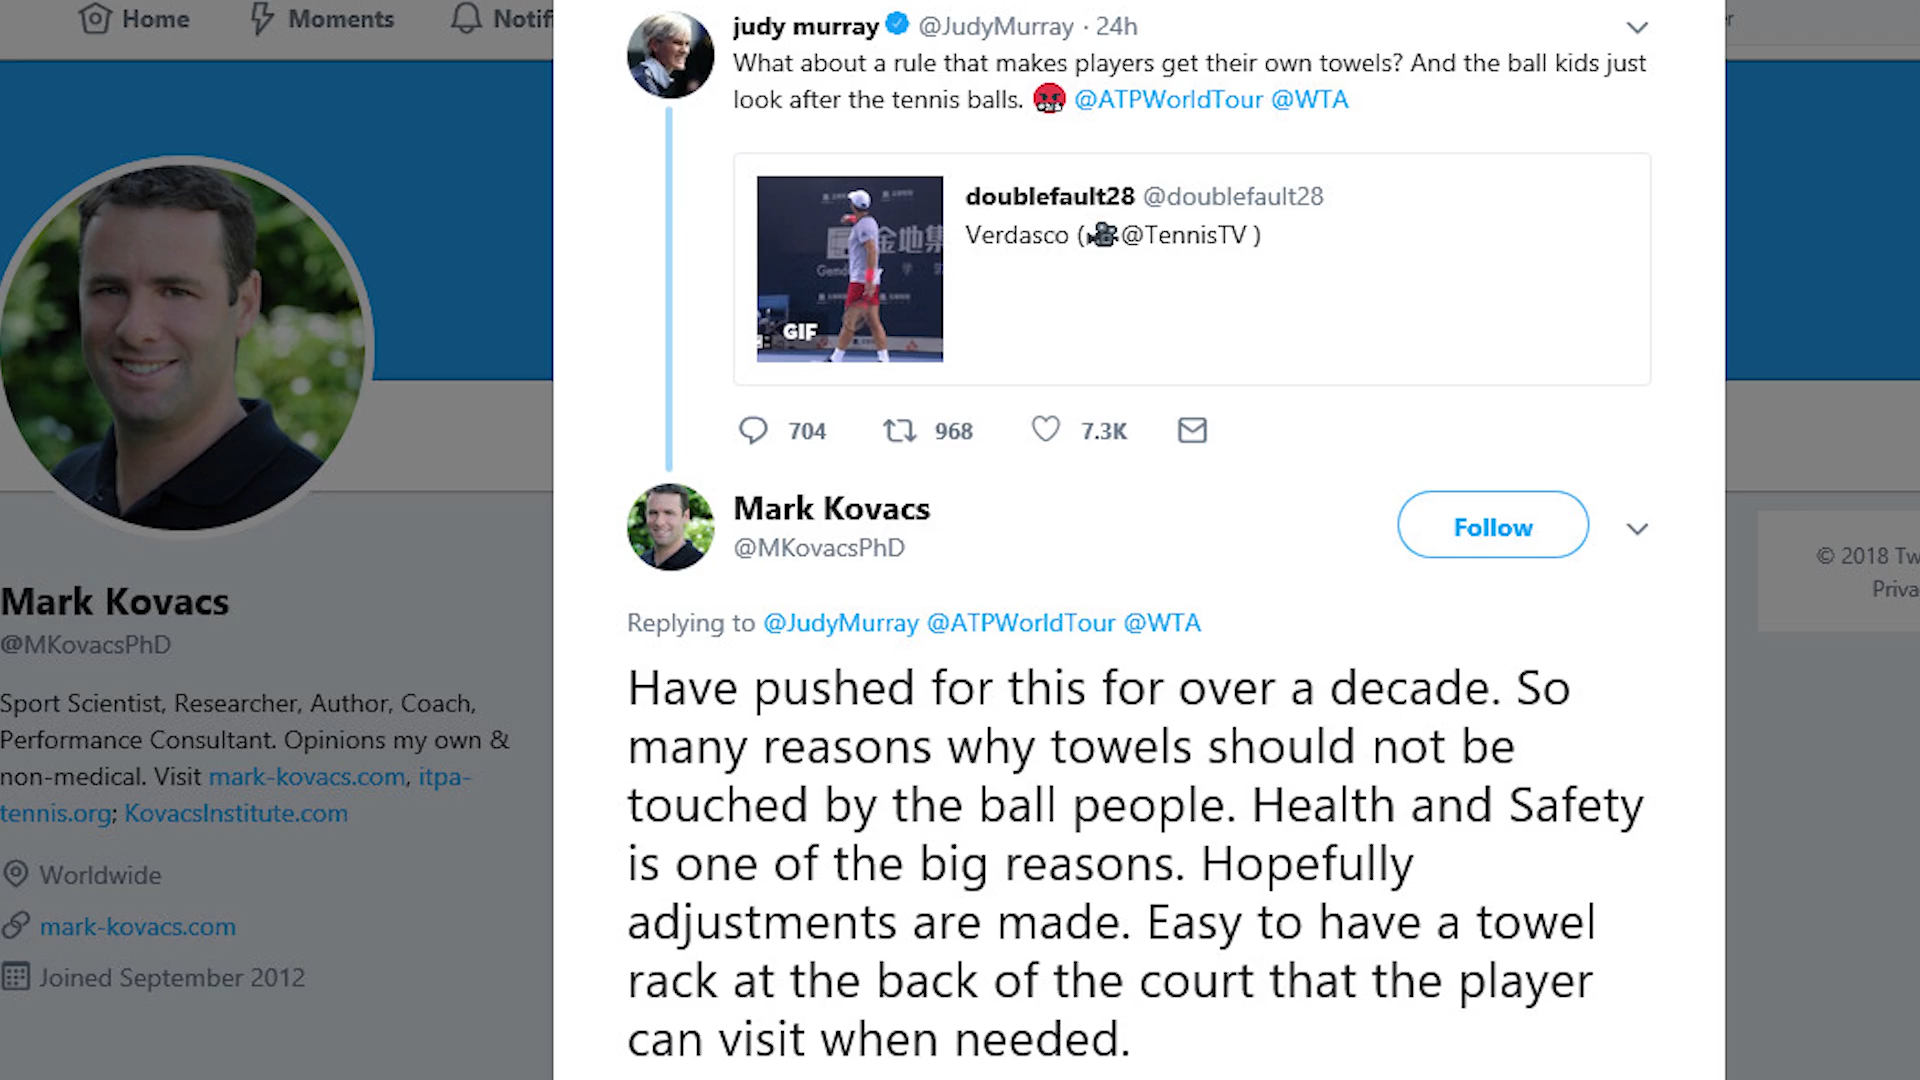 Home
Moments
Notif
judy murray @JudyMurray · 24h
What about a rule that makes players get their own towels? And the ball kids just
look after the tennis balls. @ATPWorldTour @WTA
doublefault28 @doublefault28
Verdasco ( @TennisTV )
金地集
GIF
704
968
7.3K
Mark Kovacs
@MKovacsPhD
Follow
Replying to @JudyMurray @ATPWorldTour @WTA
Have pushed for this for over a decade. So
many reasons why towels should not be
touched by the ball people. Health and Safety
is one of the big reasons. Hopefully
adjustments are made. Easy to have a towel
rack at the back of the court that the player
can visit when needed.
Mark Kovacs
@MKovacsPhD
Sport Scientist, Researcher, Author, Coach,
Performance Consultant. Opinions my own &
non-medical. Visit mark-kovacs.com, itpa-
tennis.org; KovacsInstitute.com
Worldwide
mark-kovacs.com
Joined September 2012
© 2018 Tw
Priva